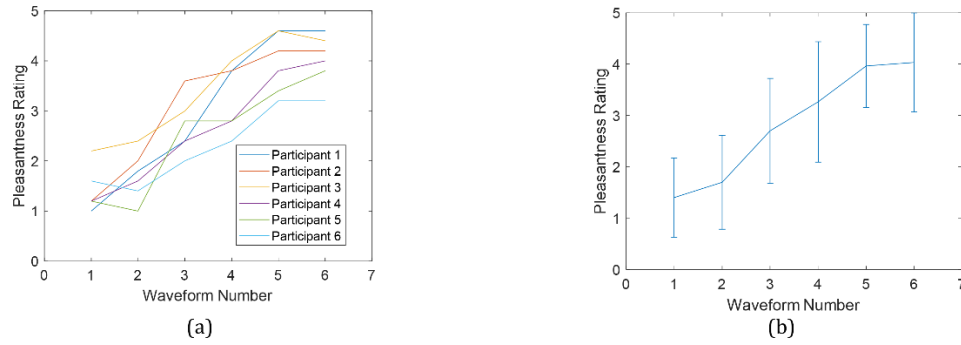 5
4
3
2
1
0
Pleasantness Rating
0 1 2 3 4 5 6 7
Waveform Number
Participant 1
Participant 2
Participant 3
Participant 4
Participant 5
Participant 6
(a)
5
4
3
2
1
0
Pleasantness Rating
0 1 2 3 4 5 6 7
Waveform Number
(b)